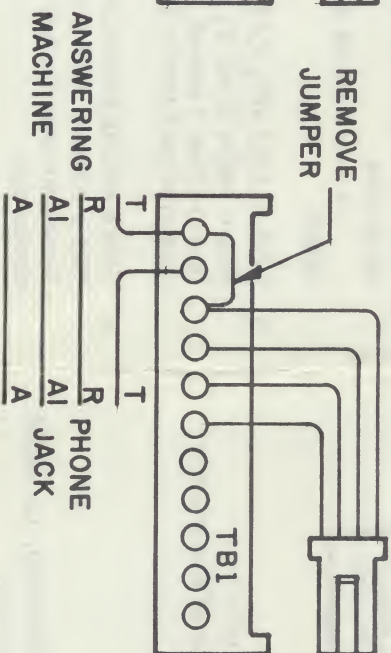 REMOVE
JUMPER
TB1
T T
ANSWERING R R PHONE
MACHINE A1 A1 JACK
A A